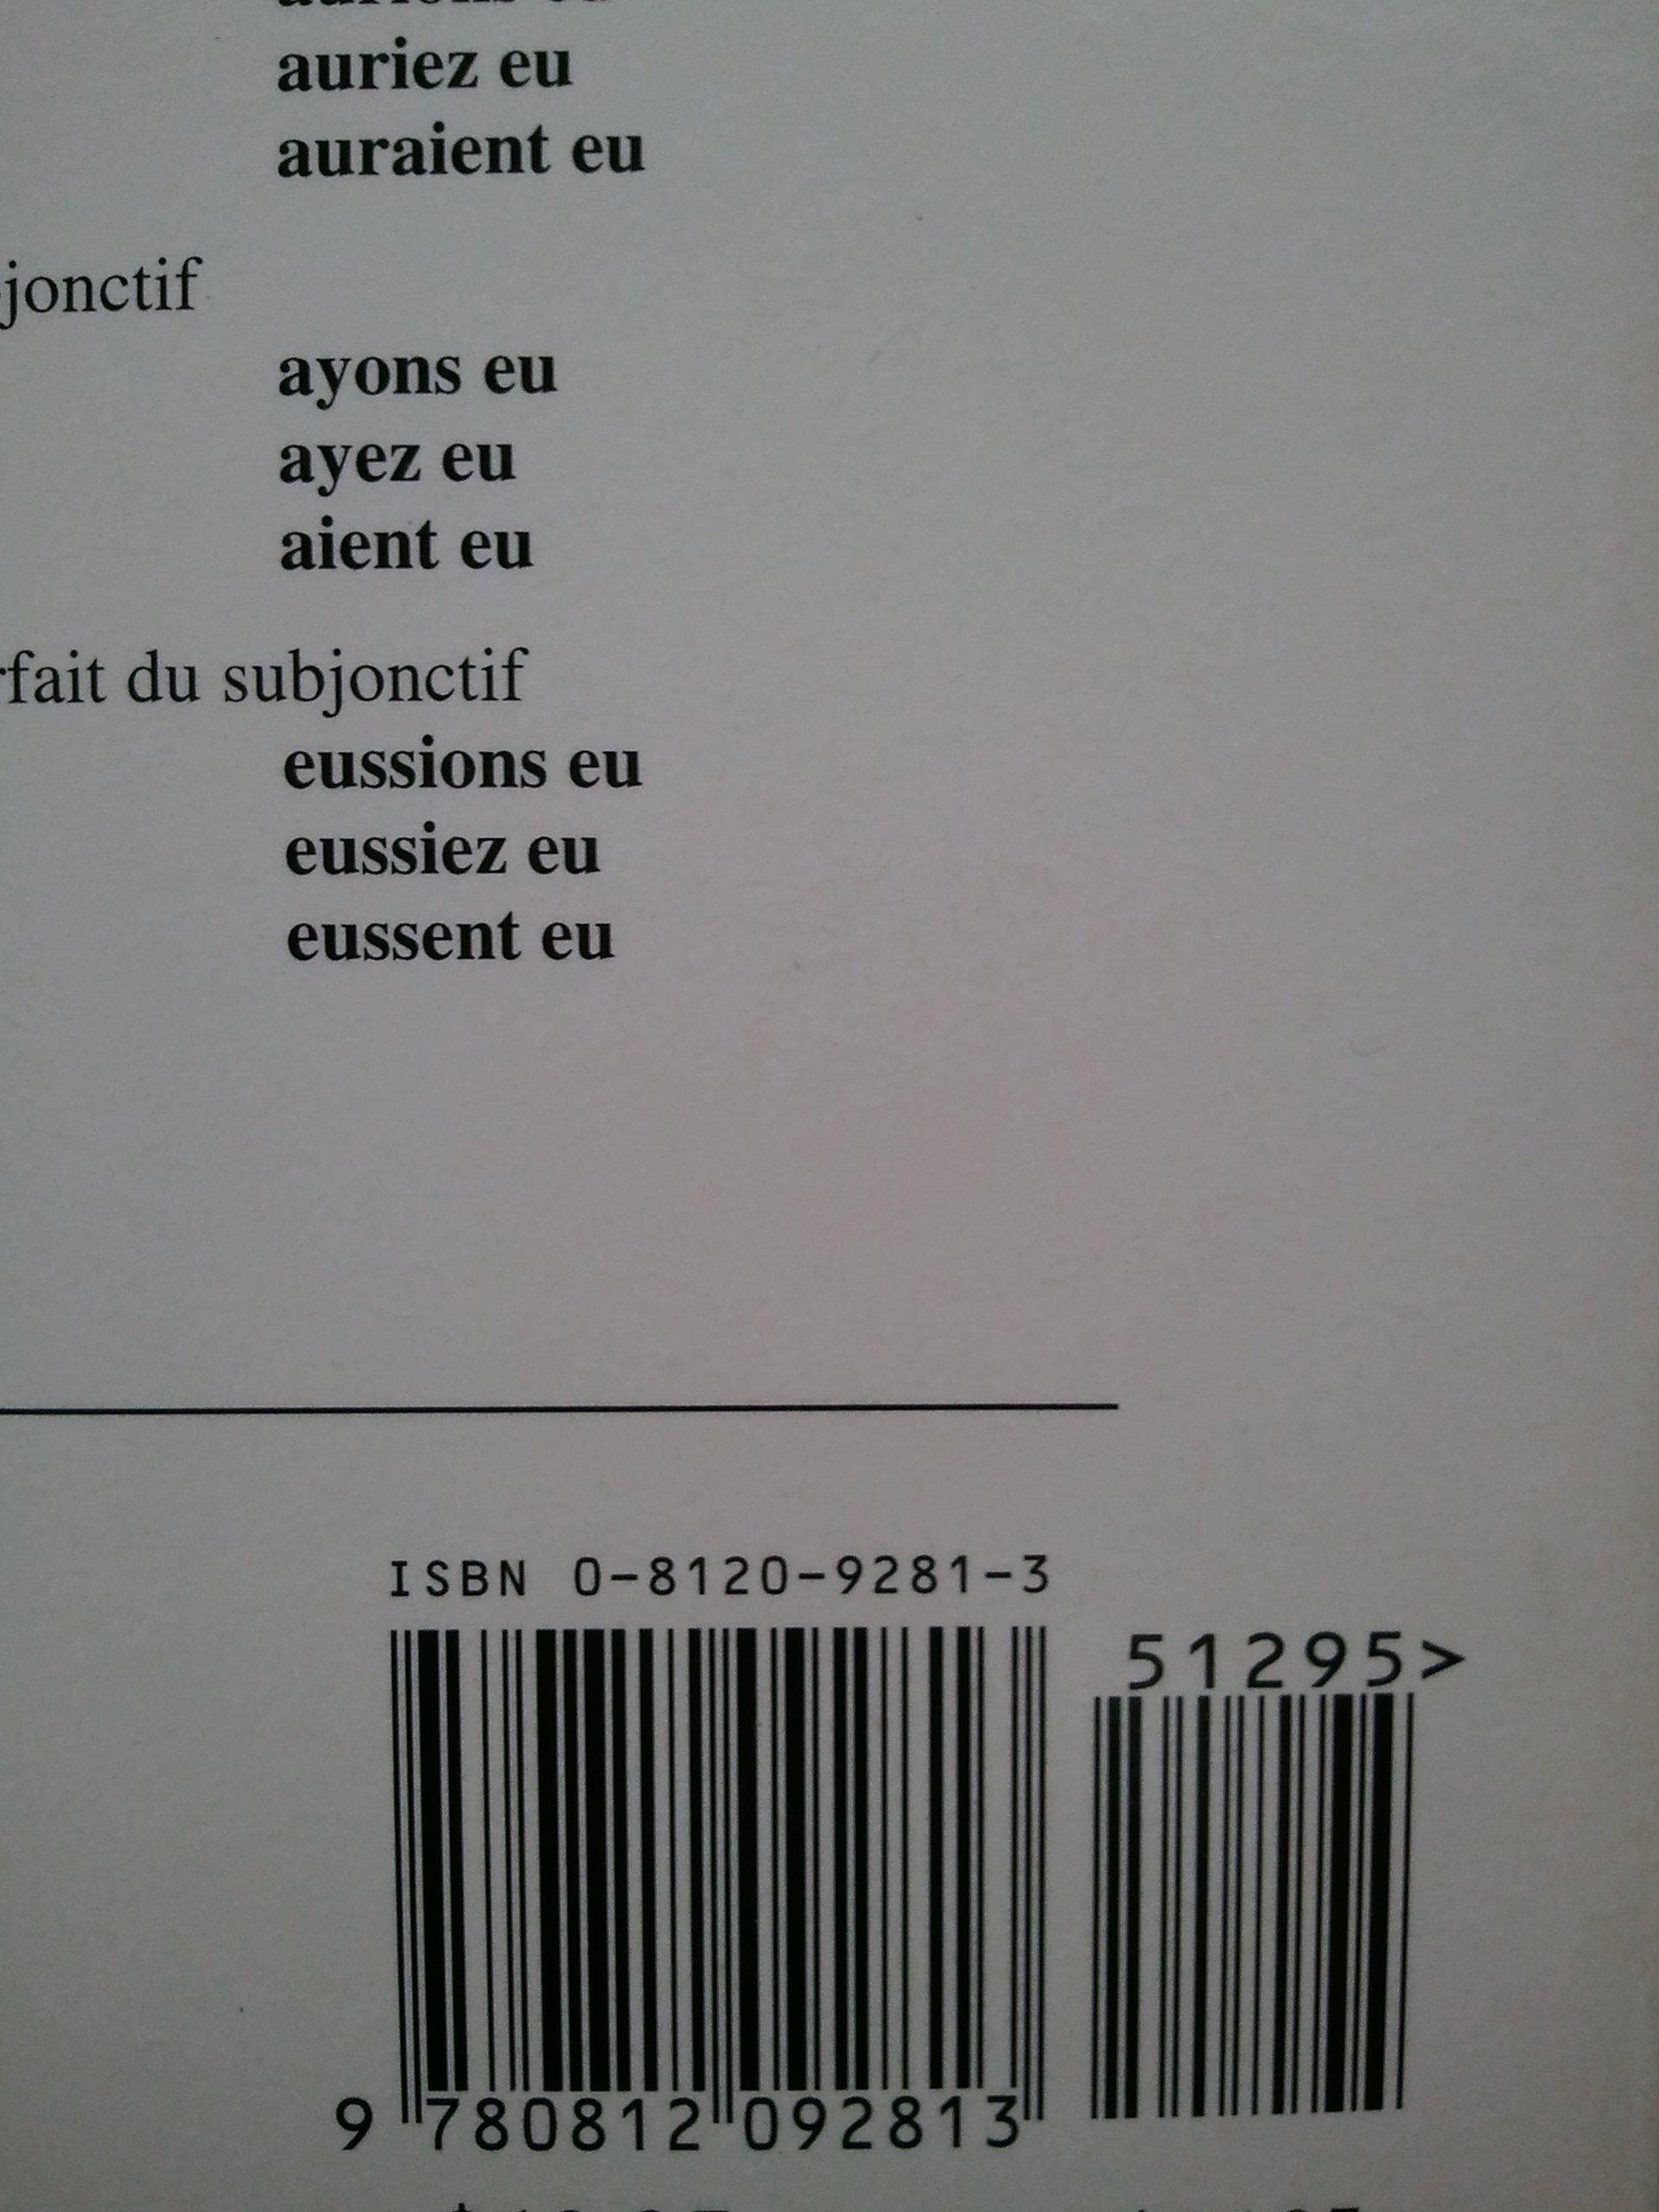 auriez eu
auraient eu
jonctif
ayons eu
ayez eu
aient eu
rfait du subjonctif
eussions eu
eussiez eu
eussent eu
ISBN 0-8120-9281-3
51295>
9 780812 092813